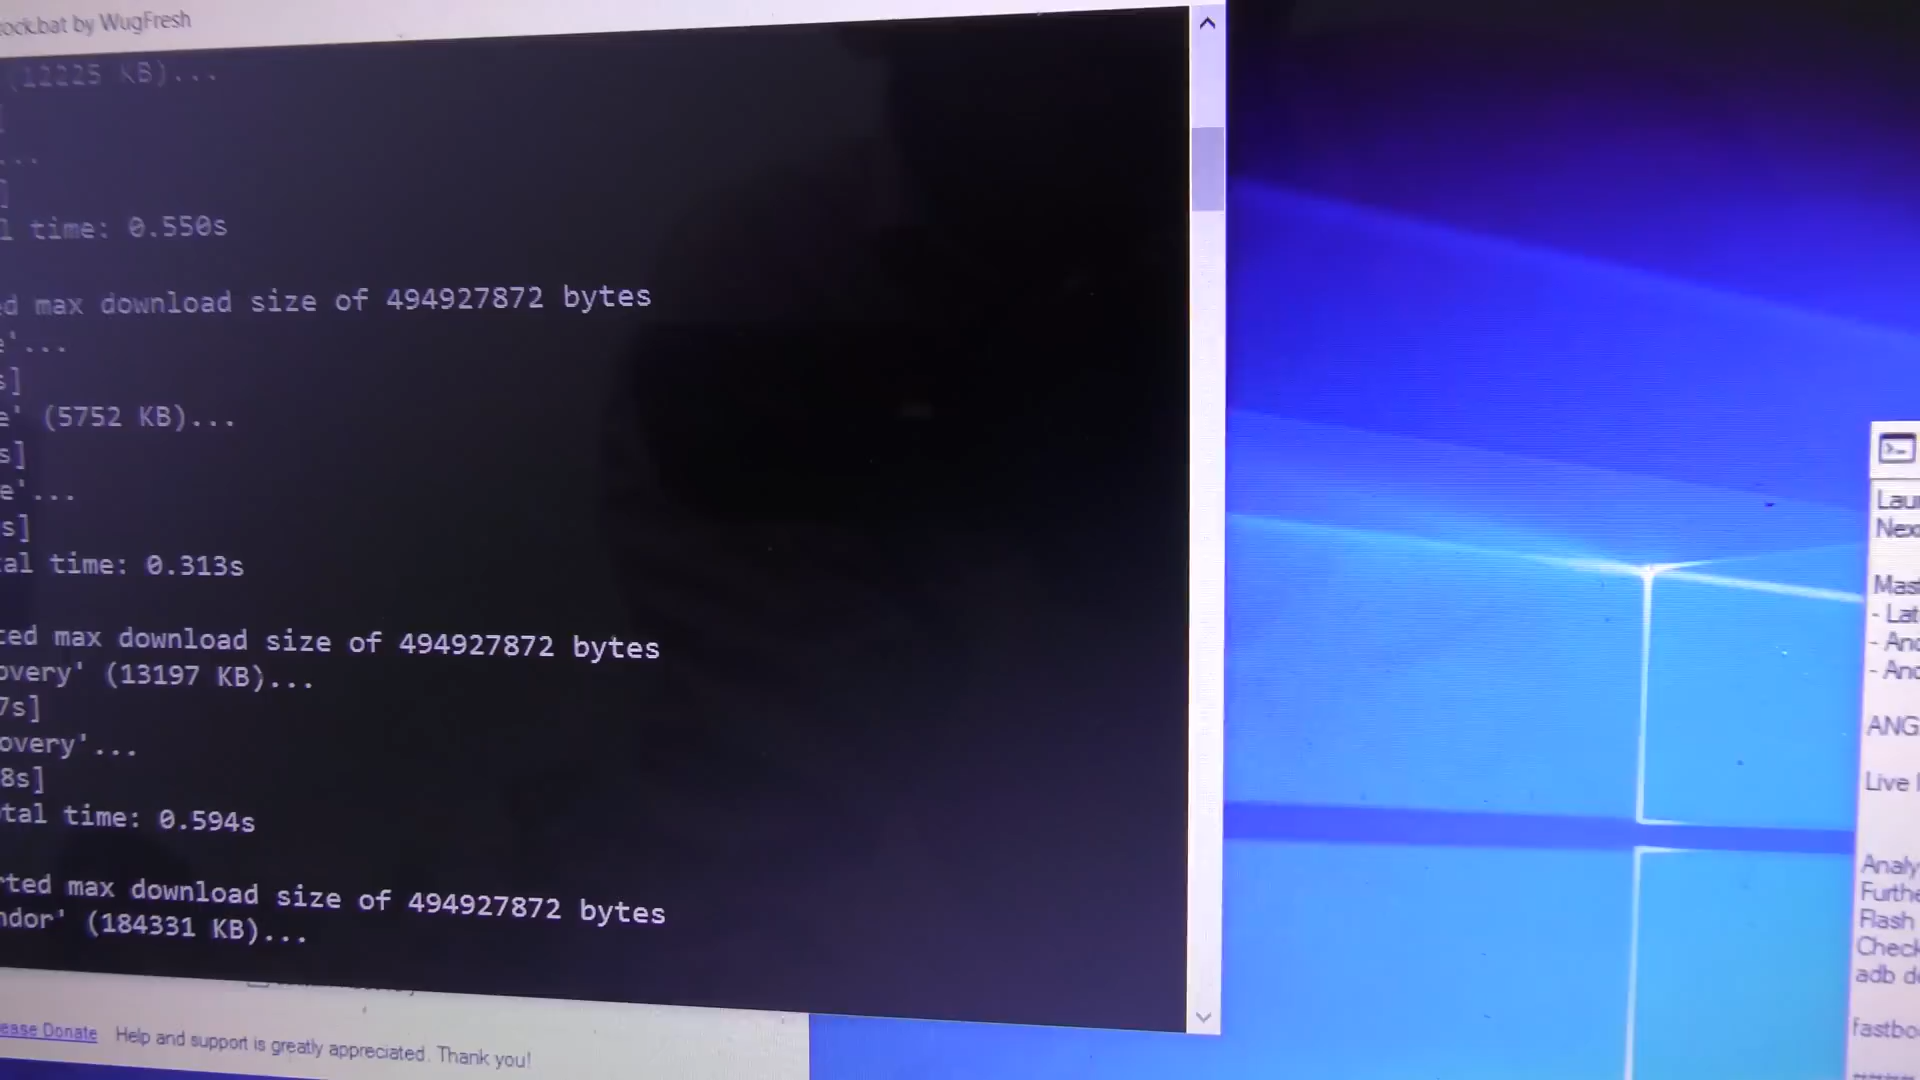 by WugFresh
(12225 KB)...
...
]
time: 0.550s
max download size of 494927872 bytes
'...
s]
e' (5752 KB)...
s]
e'...
s]
al time: 0.313s
ted max download size of 494927872 bytes
overy' (13197 KB)...
7s]
overy'...
8s]
tal time: 0.594s
rted max download size of 494927872 bytes
ndor' (184331 KB)...
ease Donate Help and support is greatly appreciated. Thank you!
Lau
Nex
Mast
- Lat
- And
- And
ANG
Live
Analy
Furthe
Flash
Check
adb de
fastbo